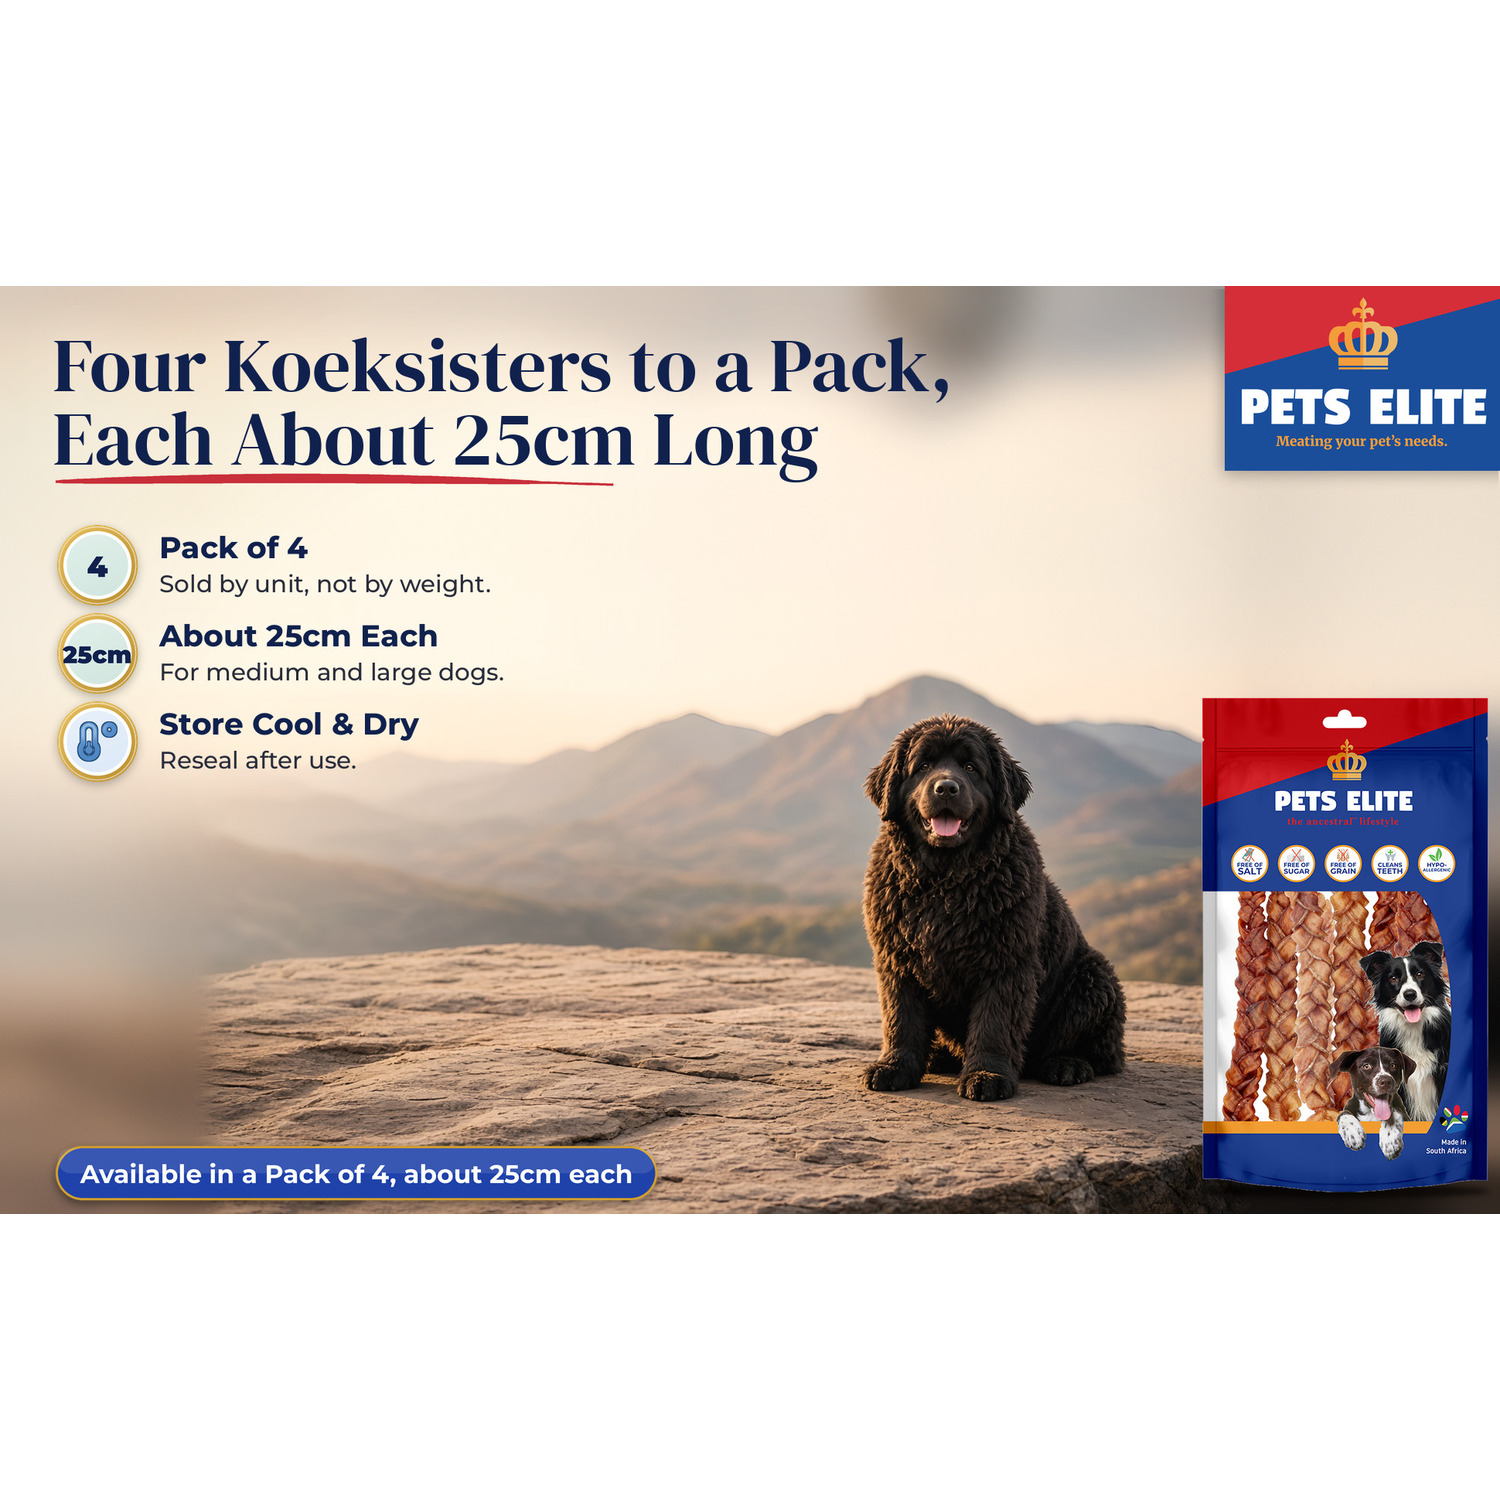 Four Koeksisters to a Pack,
Each About 25cm Long
PETS ELITE
Meating your pet's needs.
4
Pack of 4
Sold by unit, not by weight.
25cm
About 25cm Each
For medium and large dogs.
Store Cool & Dry
Reseal after use.
PETS ELITE
the ancestral™ lifestyle
FREE OF
SALT
FREE OF
SUGAR
FREE OF
GRAIN
CLEANS
TEETH
HYPO-
ALLERGENIC
Made in
South Africa
Available in a Pack of 4, about 25cm each